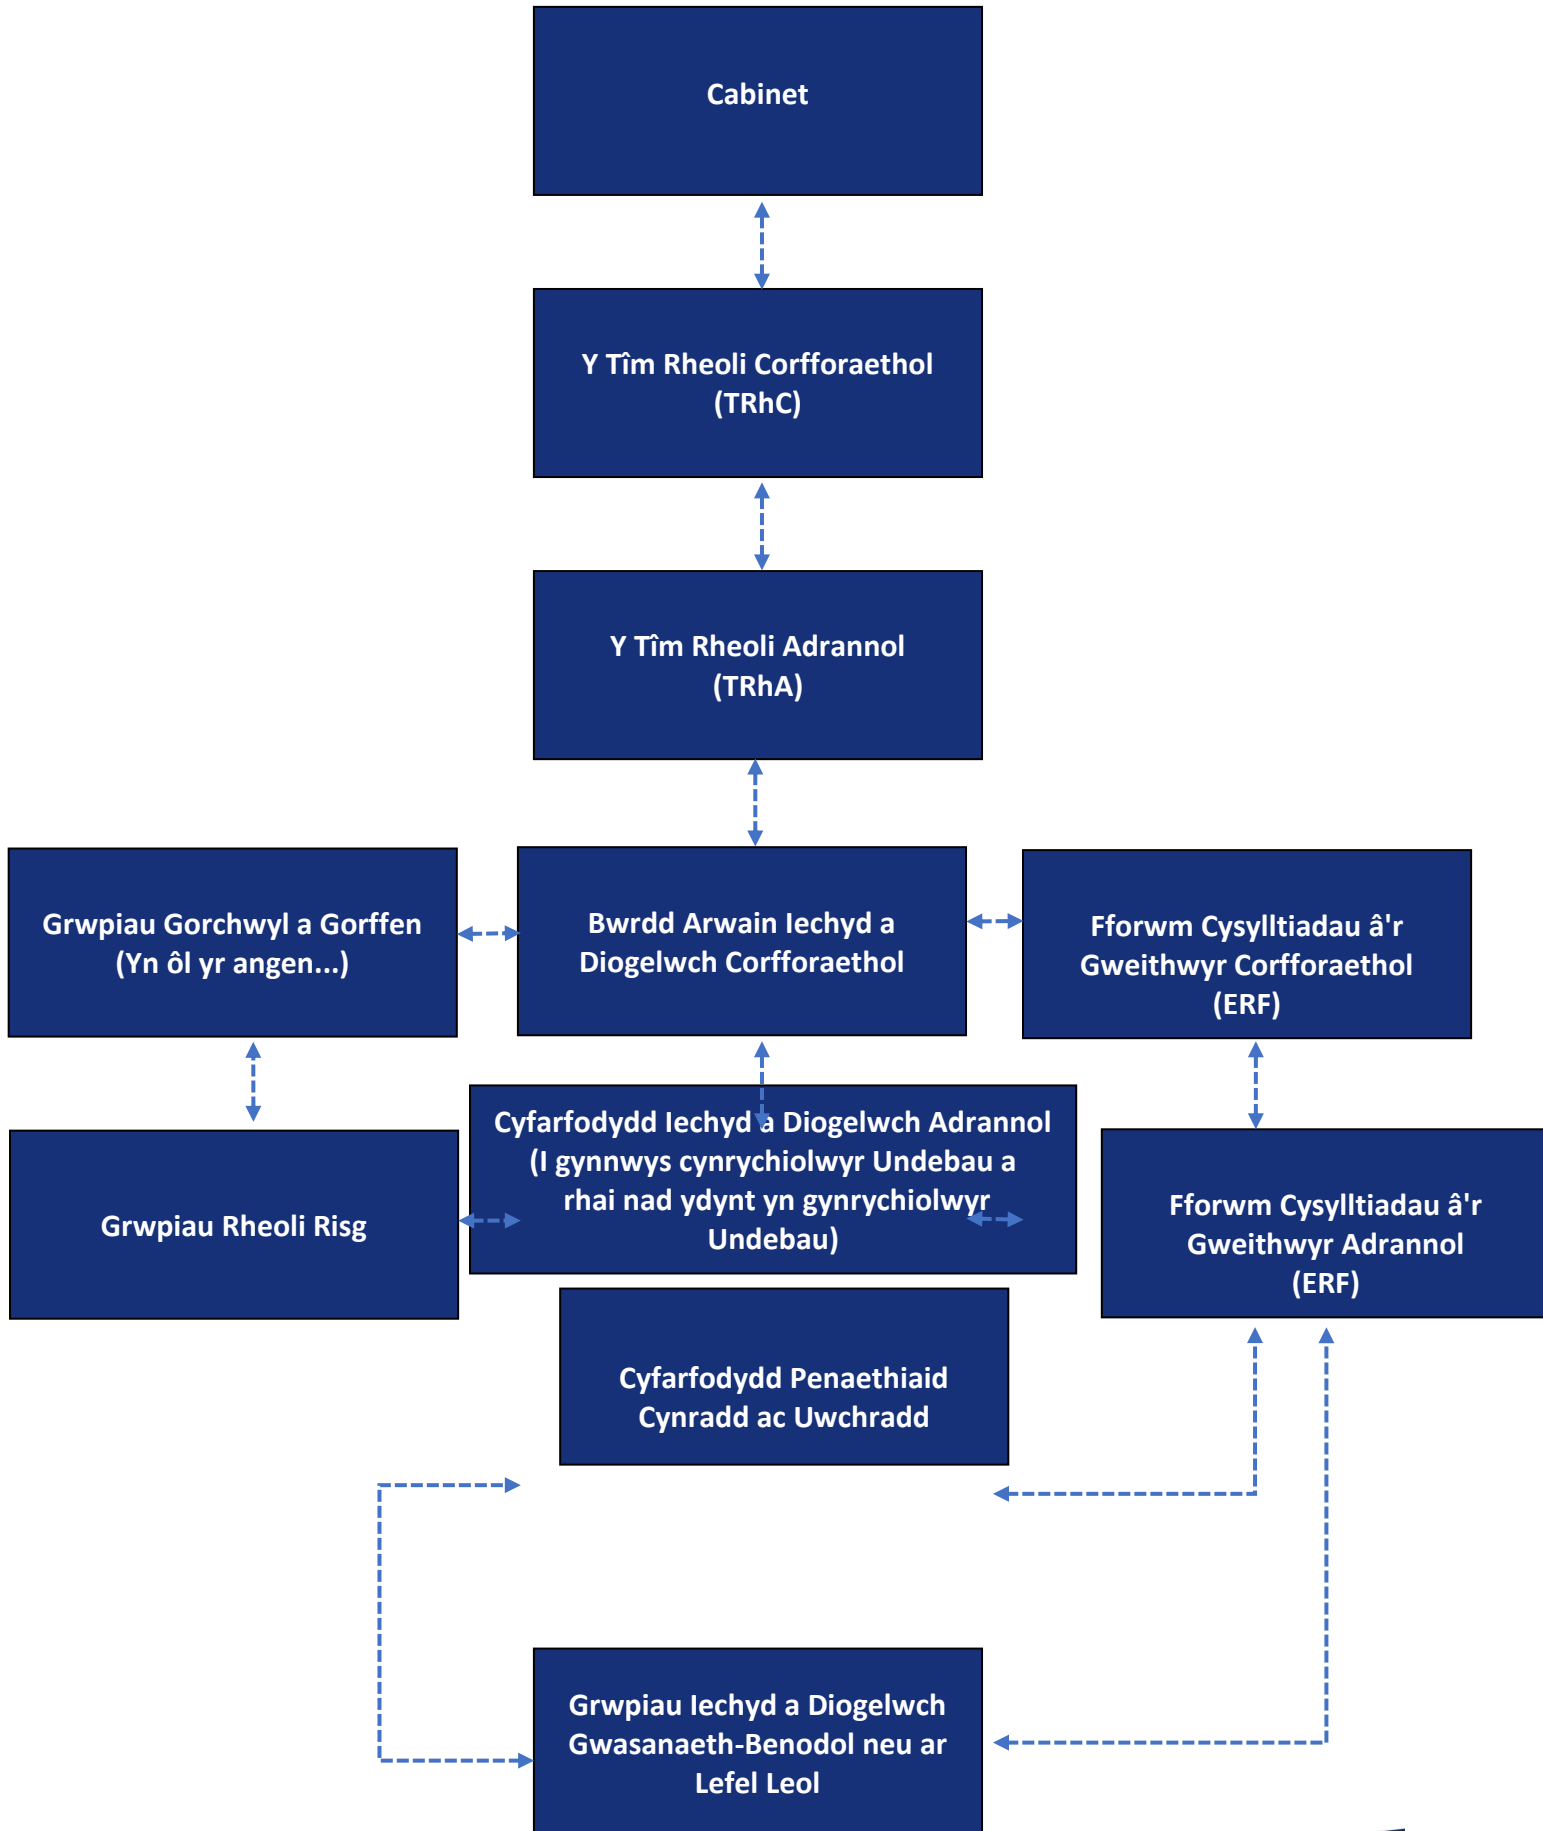 Cabinet
Y Tîm Rheoli Corfforaethol
(TRhC)
Y Tîm Rheoli Adrannol
(TRhA)
Grwpiau Gorchwyl a Gorffen
(Yn ôl yr angen...)
Bwrdd Arwain Iechyd a
Diogelwch Corfforaethol
Fforwm Cysylltiadau â'r
Gweithwyr Corfforaethol
(ERF)
Grwpiau Rheoli Risg
Cyfarfodydd Iechyd a Diogelwch Adrannol
(I gynnwys cynrychiolwyr Undebau a
rhai nad ydynt yn gynrychiolwyr
Undebau)
Fforwm Cysylltiadau â'r
Gweithwyr Adrannol
(ERF)
Cyfarfodydd Penaethiaid
Cynradd ac Uwchradd
Grwpiau Iechyd a Diogelwch
Gwasanaeth-Benodol neu ar
Lefel Leol